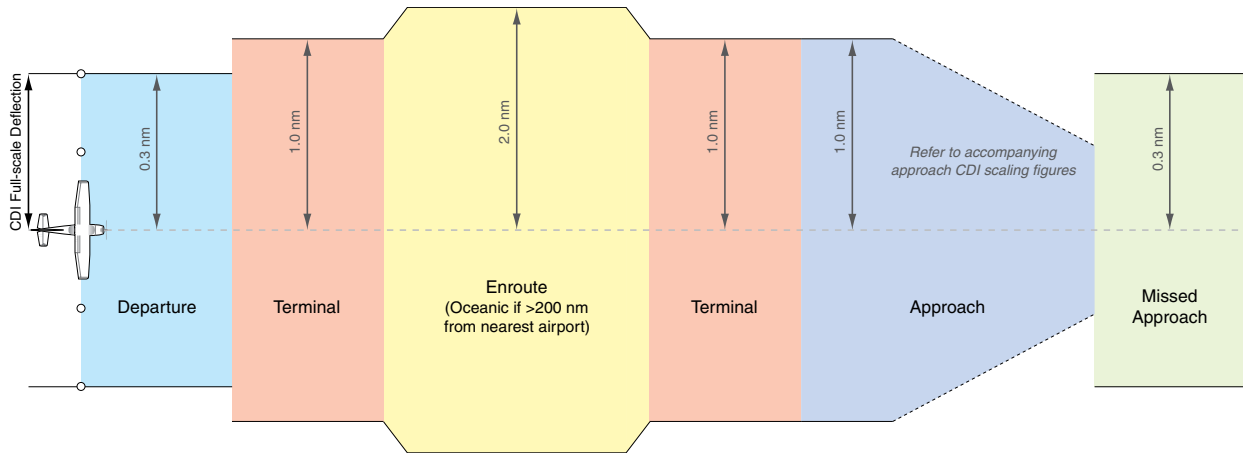 CDI Full-scale Deflection
0.3 nm
Departure
1.0 nm
Terminal
2.0 nm
Enroute
(Oceanic if >200 nm
from nearest airport)
1.0 nm
Terminal
1.0 nm
Refer to accompanying
approach CDI scaling figures
Approach
0.3 nm
Missed
Approach